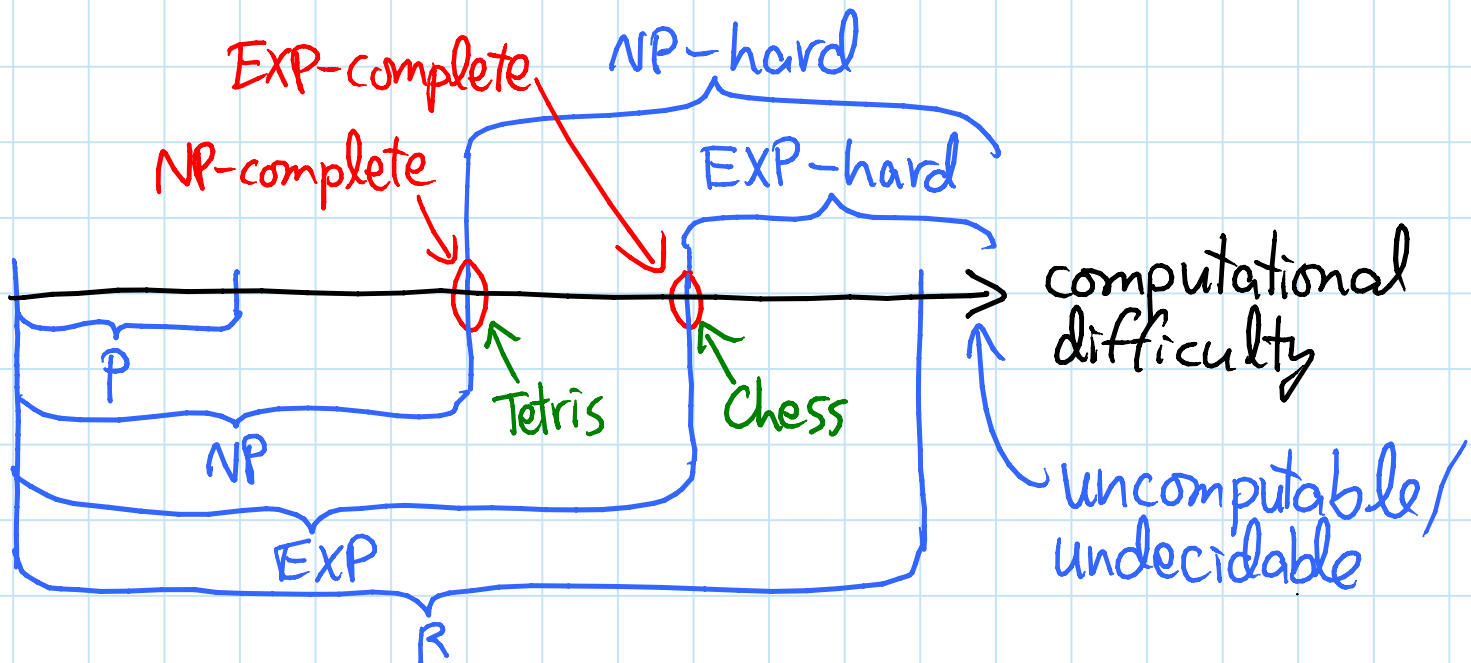 NP-hard
EXP-complete
NP-complete
EXP-hard
computational
difficulty
P
Tetris
Chess
NP
uncomputable/
undecidable
EXP
R